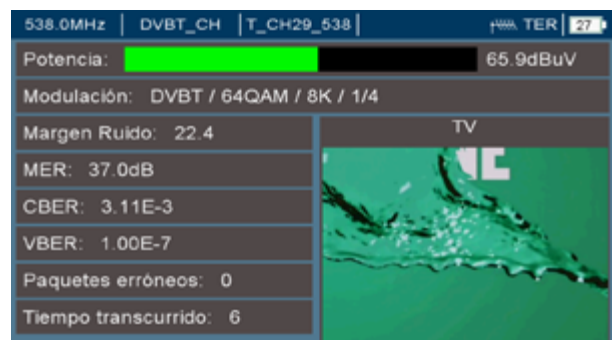 538.0MHz DVBT_CH T_CH29_538 TER 27
Potencia: 65.9dBuV
Modulación: DVBT / 64QAM / 8K / 1/4
Margen Ruido: 22.4
TV
MER: 37.0dB
CBER: 3.11E-3
VBER: 1.00E-7
Paquetes erróneos: 0
Tiempo transcurrido: 6